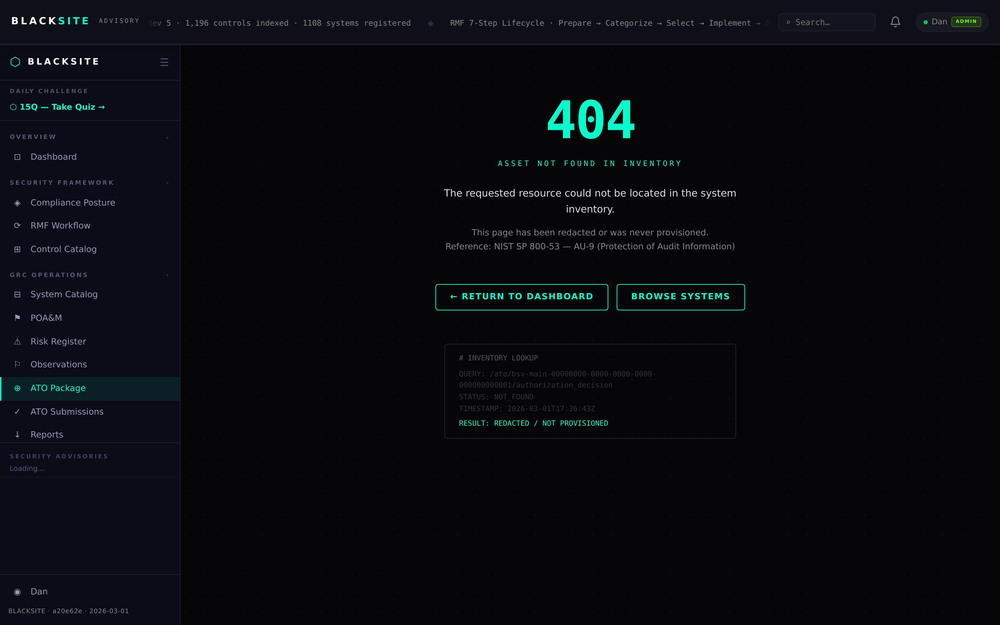 BLACKSITE ADVISORY
Rev 5 · 1,196 controls indexed · 1108 systems registered ◆ RMF 7-Step Lifecycle · Prepare → Categorize → Select → Implement →
Search…
Dan ADMIN
BLACKSITE
DAILY CHALLENGE
15Q — Take Quiz →
OVERVIEW
Dashboard
SECURITY FRAMEWORK
Compliance Posture
RMF Workflow
Control Catalog
GRC OPERATIONS
System Catalog
POA&M
Risk Register
Observations
ATO Package
ATO Submissions
Reports
SECURITY ADVISORIES
Loading…
Dan
BLACKSITE · a20e62e · 2026-03-01
404
ASSET NOT FOUND IN INVENTORY
The requested resource could not be located in the system
inventory.
This page has been redacted or was never provisioned.
Reference: NIST SP 800-53 — AU-9 (Protection of Audit Information)
← RETURN TO DASHBOARD
BROWSE SYSTEMS
# INVENTORY LOOKUP
QUERY: /ato/bsv-main-00000000-0000-0000-0000-
000000000001/authorization_decision
STATUS: NOT_FOUND
TIMESTAMP: 2026-03-01T17:36:43Z
RESULT: REDACTED / NOT PROVISIONED